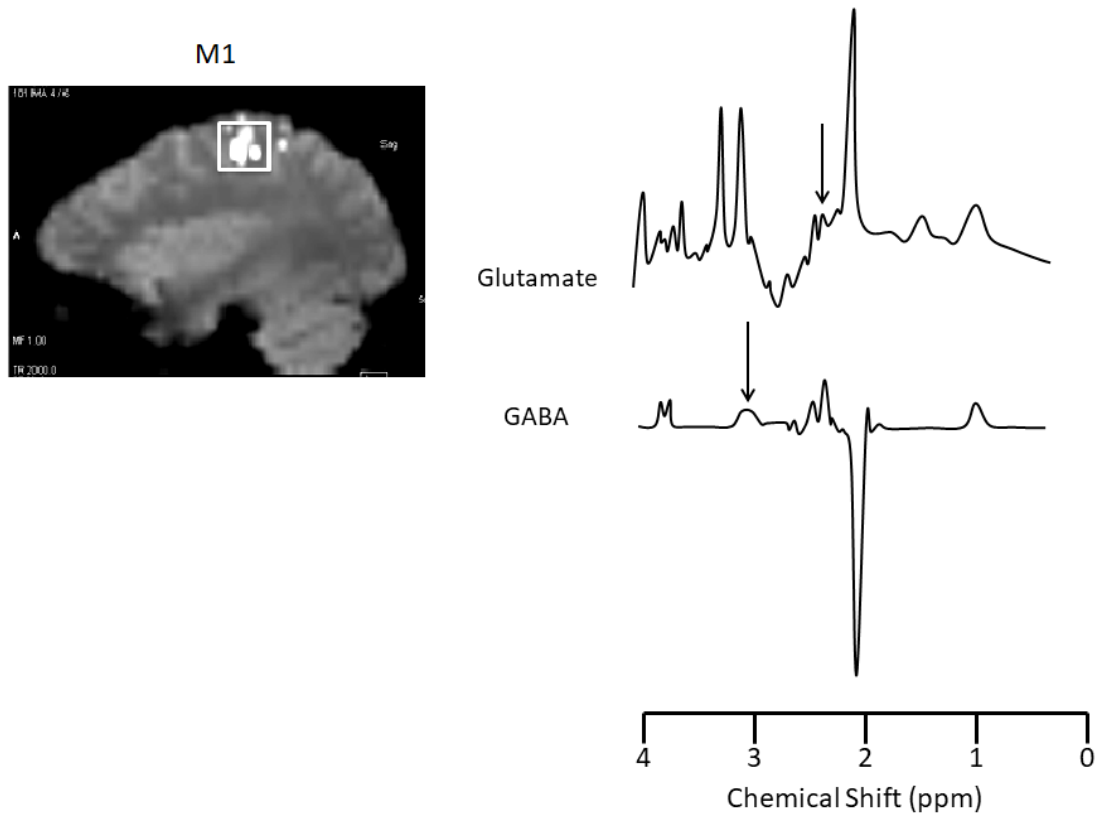 M1
Sag
A
MF 1.00
TR 2000.0
Glutamate
GABA
4 3 2 1 0
Chemical Shift (ppm)